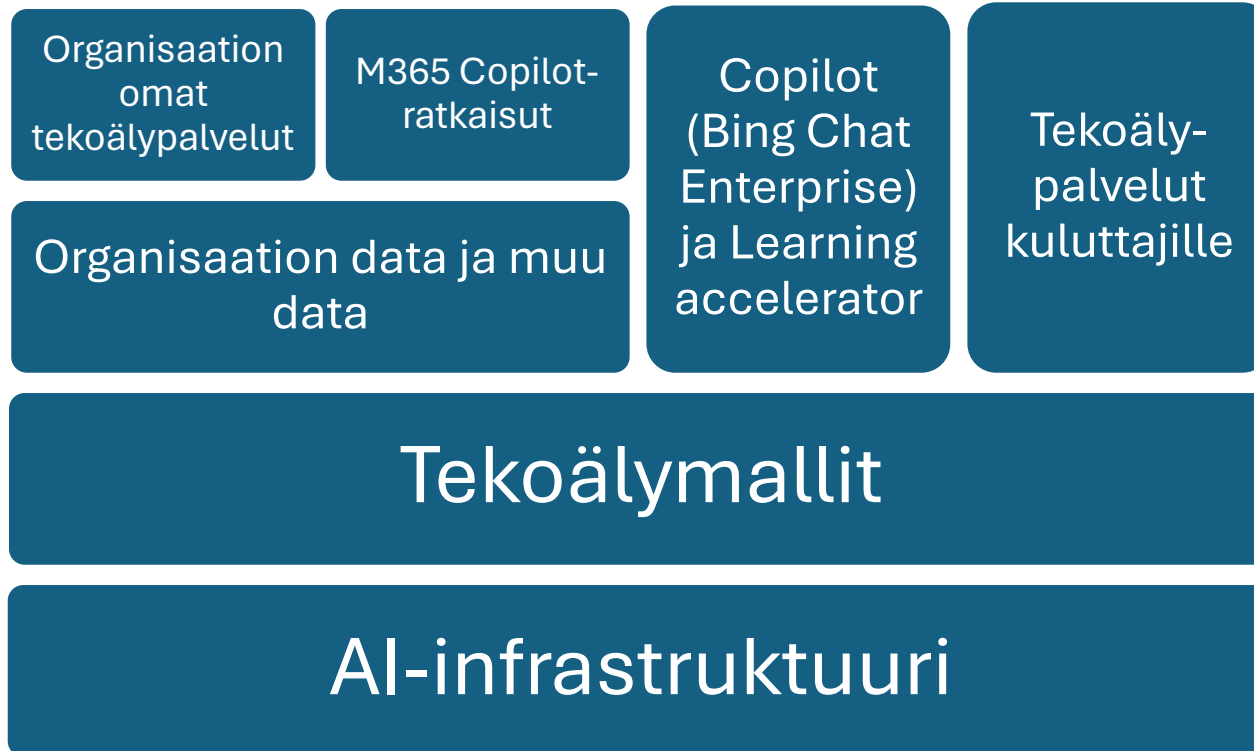 Organisaation
omat
tekoälypalvelut
M365 Copilot-
ratkaisut
Copilot
(Bing Chat
Enterprise)
ja Learning
accelerator
Tekoäly-
palvelut
kuluttajille
Organisaation data ja muu
data
Tekoälymallit
AI-infrastruktuuri